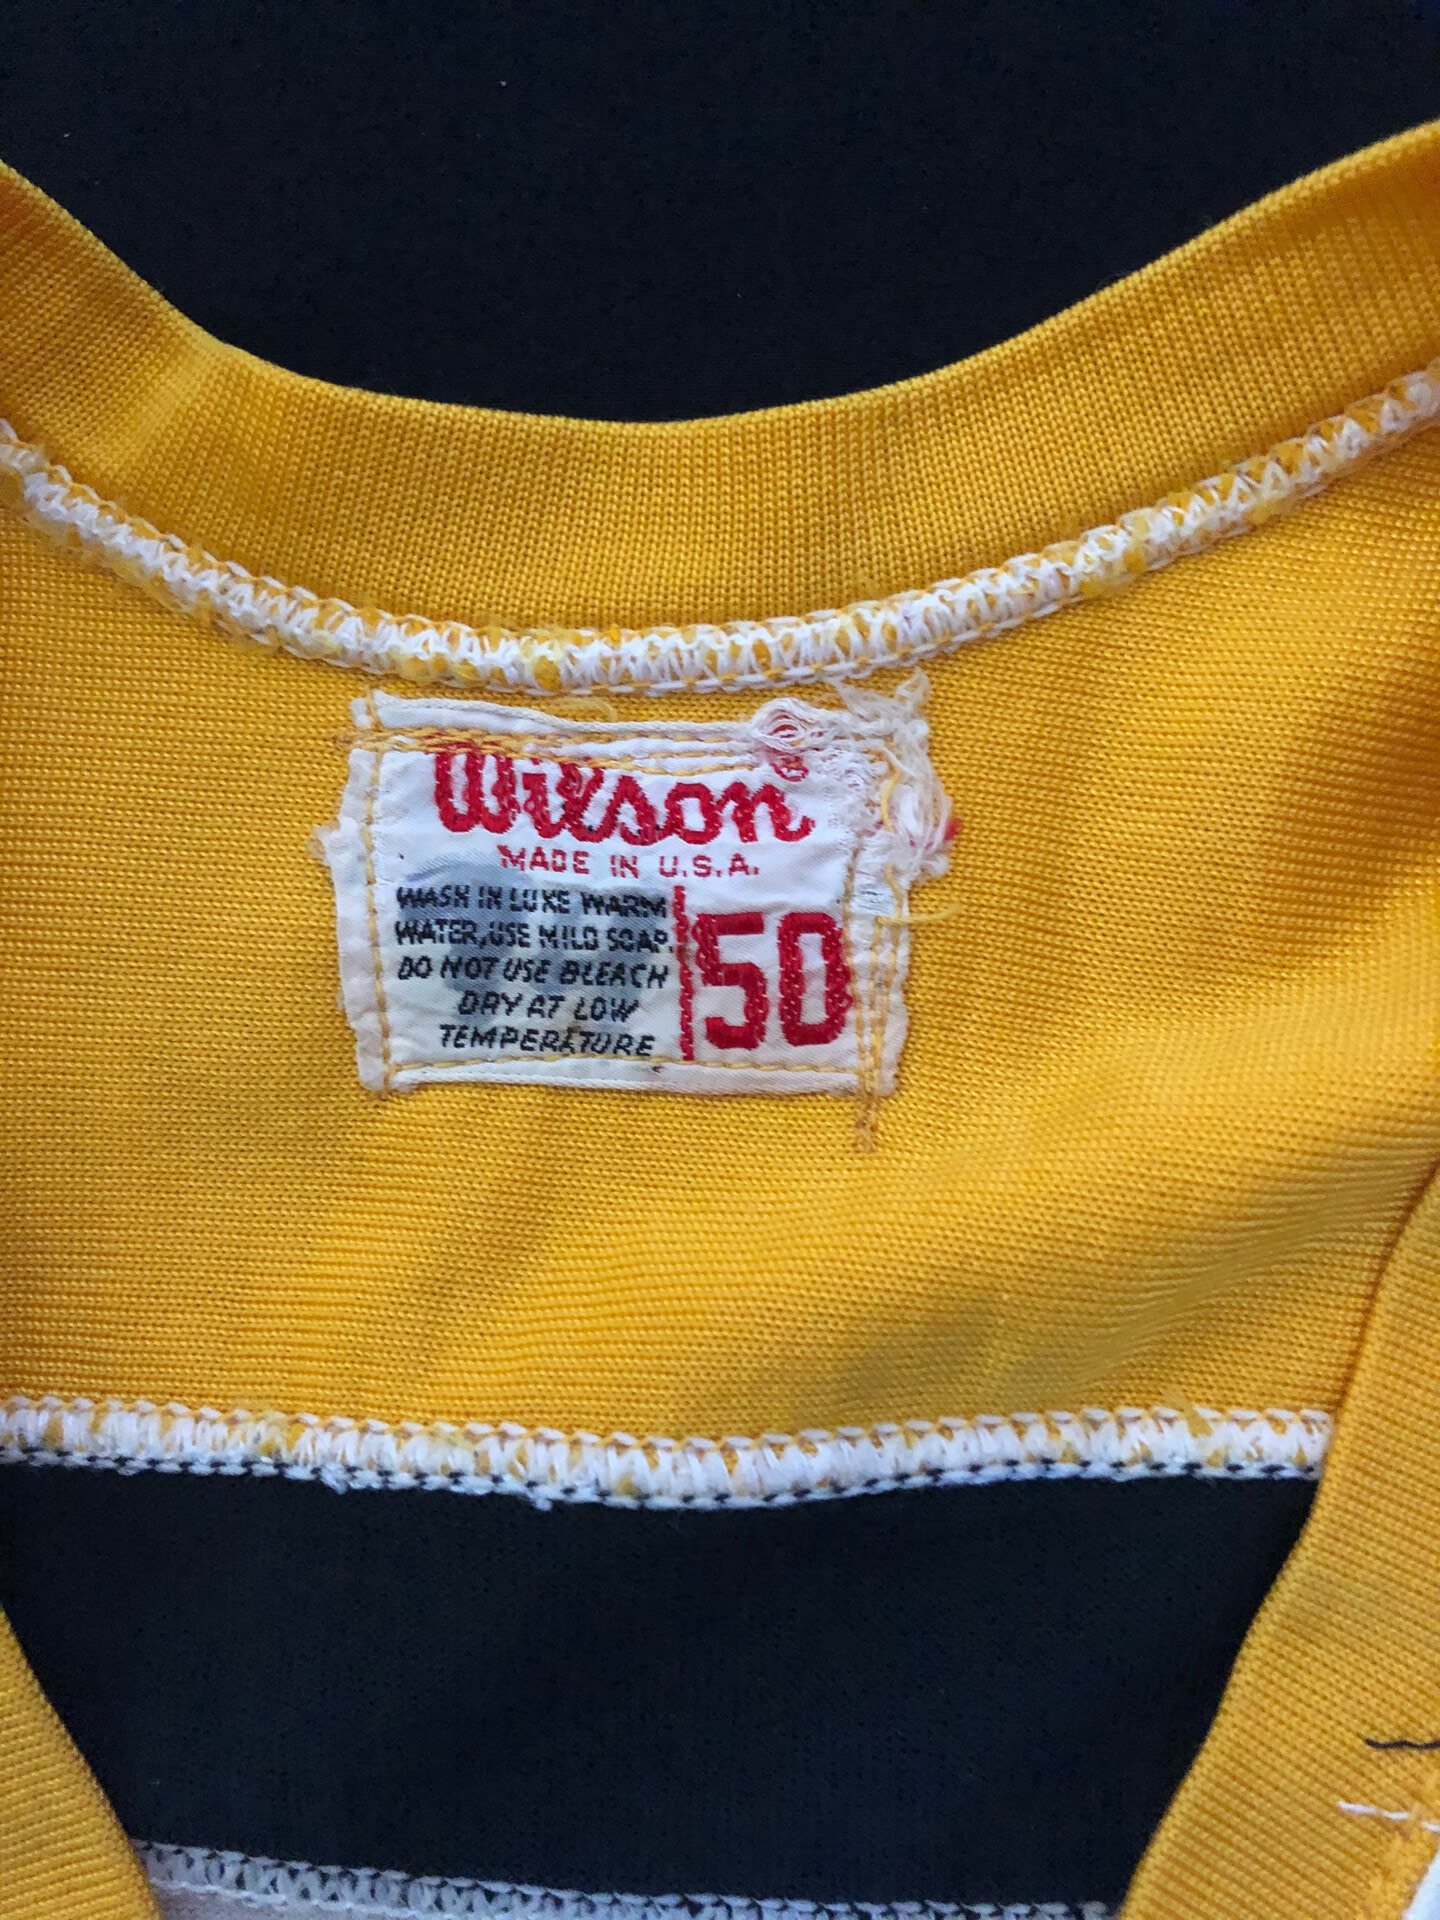 Wilson®
MADE IN U.S.A.
WASH IN LUKE WARM
WATER, USE MILD SOAP.
DO NOT USE BLEACH
DRY AT LOW
TEMPERATURE
50